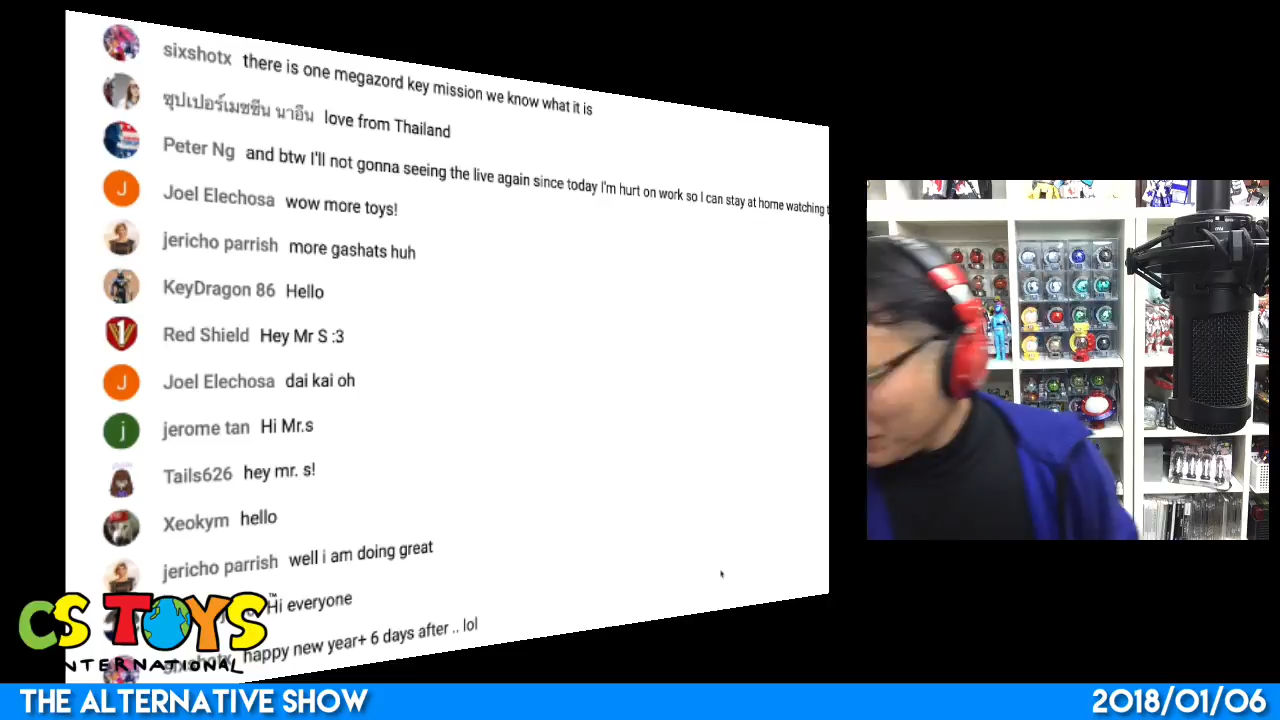 sixshotx there is one megazord key mission we know what it is
ซุปเปอร์เมซซีน นาอึน love from Thailand
Peter Ng and btw I'll not gonna seeing the live again since today I'm hurt on work so I can stay at home watching t
Joel Elechosa wow more toys!
jericho parrish more gashats huh
KeyDragon 86 Hello
Red Shield Hey Mr S :3
Joel Elechosa dai kai oh
jerome tan Hi Mr.s
Tails626 hey mr. s!
Xeokym hello
jericho parrish well i am doing great
Hi everyone
sixshotx happy new year+ 6 days after .. lol
CS TOYS™
INTERNATIONAL
THE ALTERNATIVE SHOW
2018/01/06